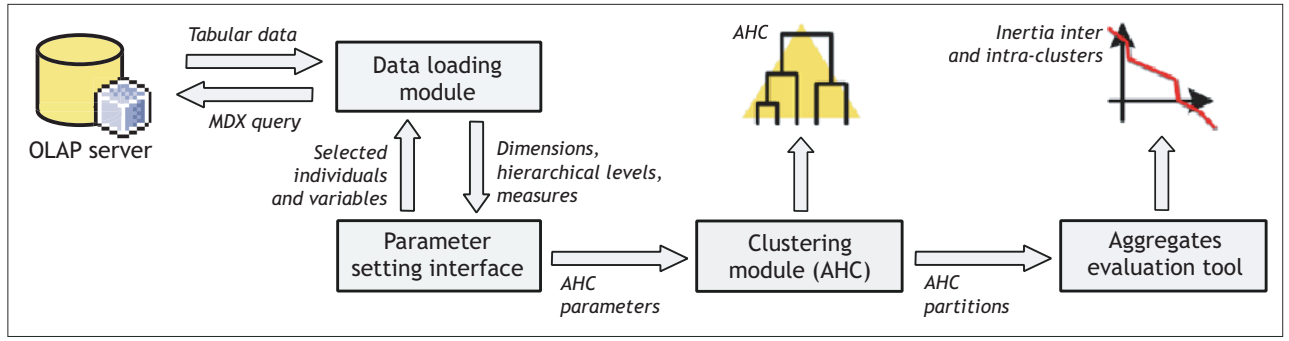 Tabular data
Data loading
module
MDX query
OLAP server
AHC
Inertia inter
and intra-clusters
Selected
individuals
and variables
Dimensions,
hierarchical levels,
measures
Parameter
setting interface
AHC
parameters
Clustering
module (AHC)
AHC
partitions
Aggregates
evaluation tool